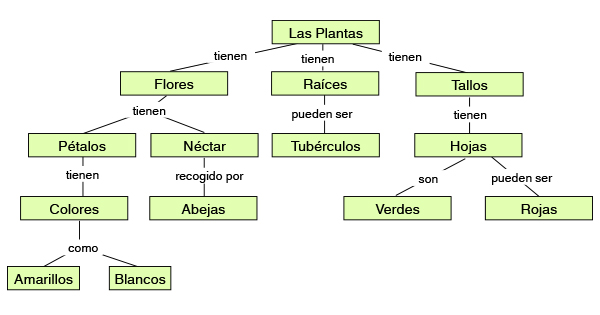 Las Plantas
tienen
tienen
tienen
Flores
Raíces
Tallos
tienen
pueden ser
tienen
Pétalos
Néctar
Tubérculos
Hojas
tienen
recogido por
son
pueden ser
Colores
Abejas
Verdes
Rojas
como
Amarillos
Blancos